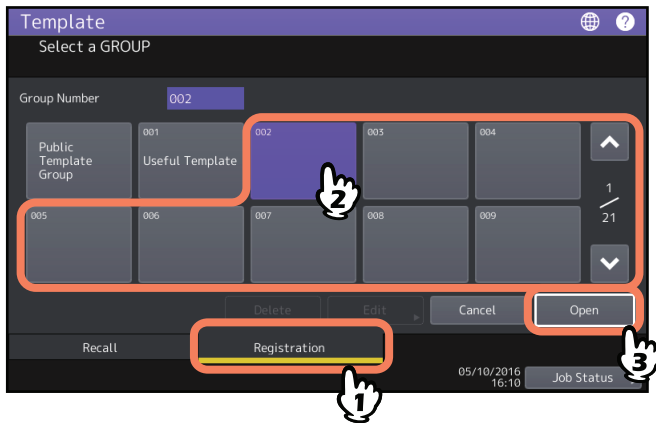 Template
?
Select a GROUP
Group Number 002
Public
Template
Group
001
Useful Template
002
003
004
1
21
005
006
007
008
009
Delete
Edit
Cancel
Open
Recall
Registration
05/10/2016
16:10
Job Status
1
2
3